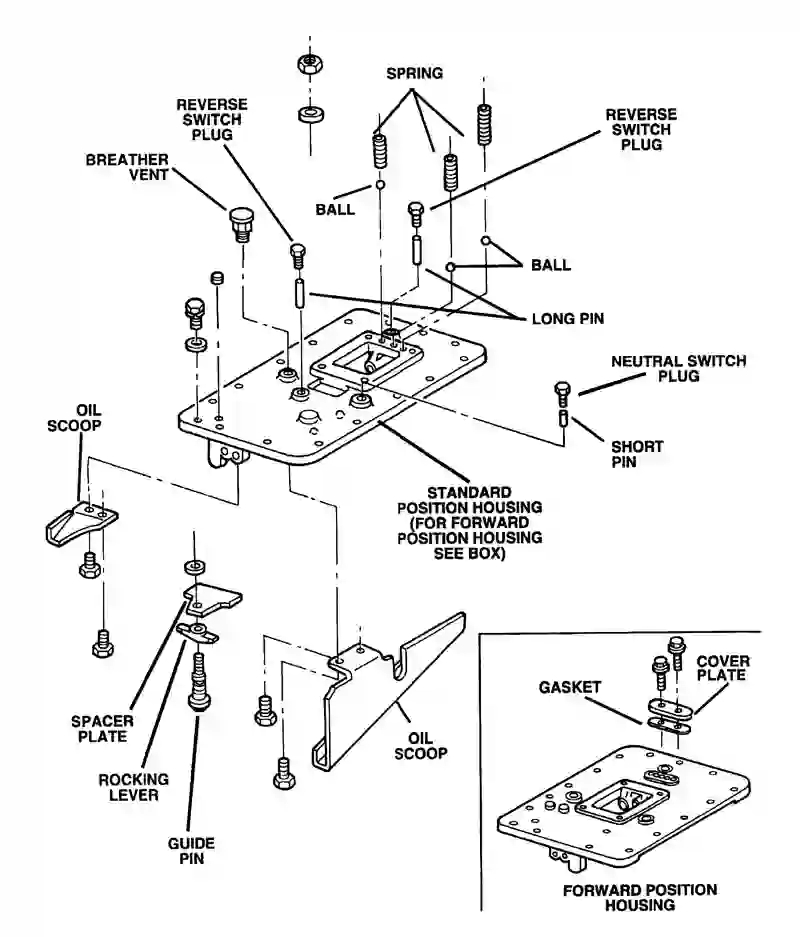 SPRING
REVERSE
SWITCH
PLUG
REVERSE
SWITCH
PLUG
BREATHER
VENT
BALL
BALL
LONG PIN
NEUTRAL SWITCH
PLUG
OIL
SCOOP
SHORT
PIN
STANDARD
POSITION HOUSING
(FOR FORWARD
POSITION HOUSING
SEE BOX)
COVER
PLATE
GASKET
SPACER
PLATE
OIL
SCOOP
ROCKING
LEVER
GUIDE
PIN
FORWARD POSITION
HOUSING